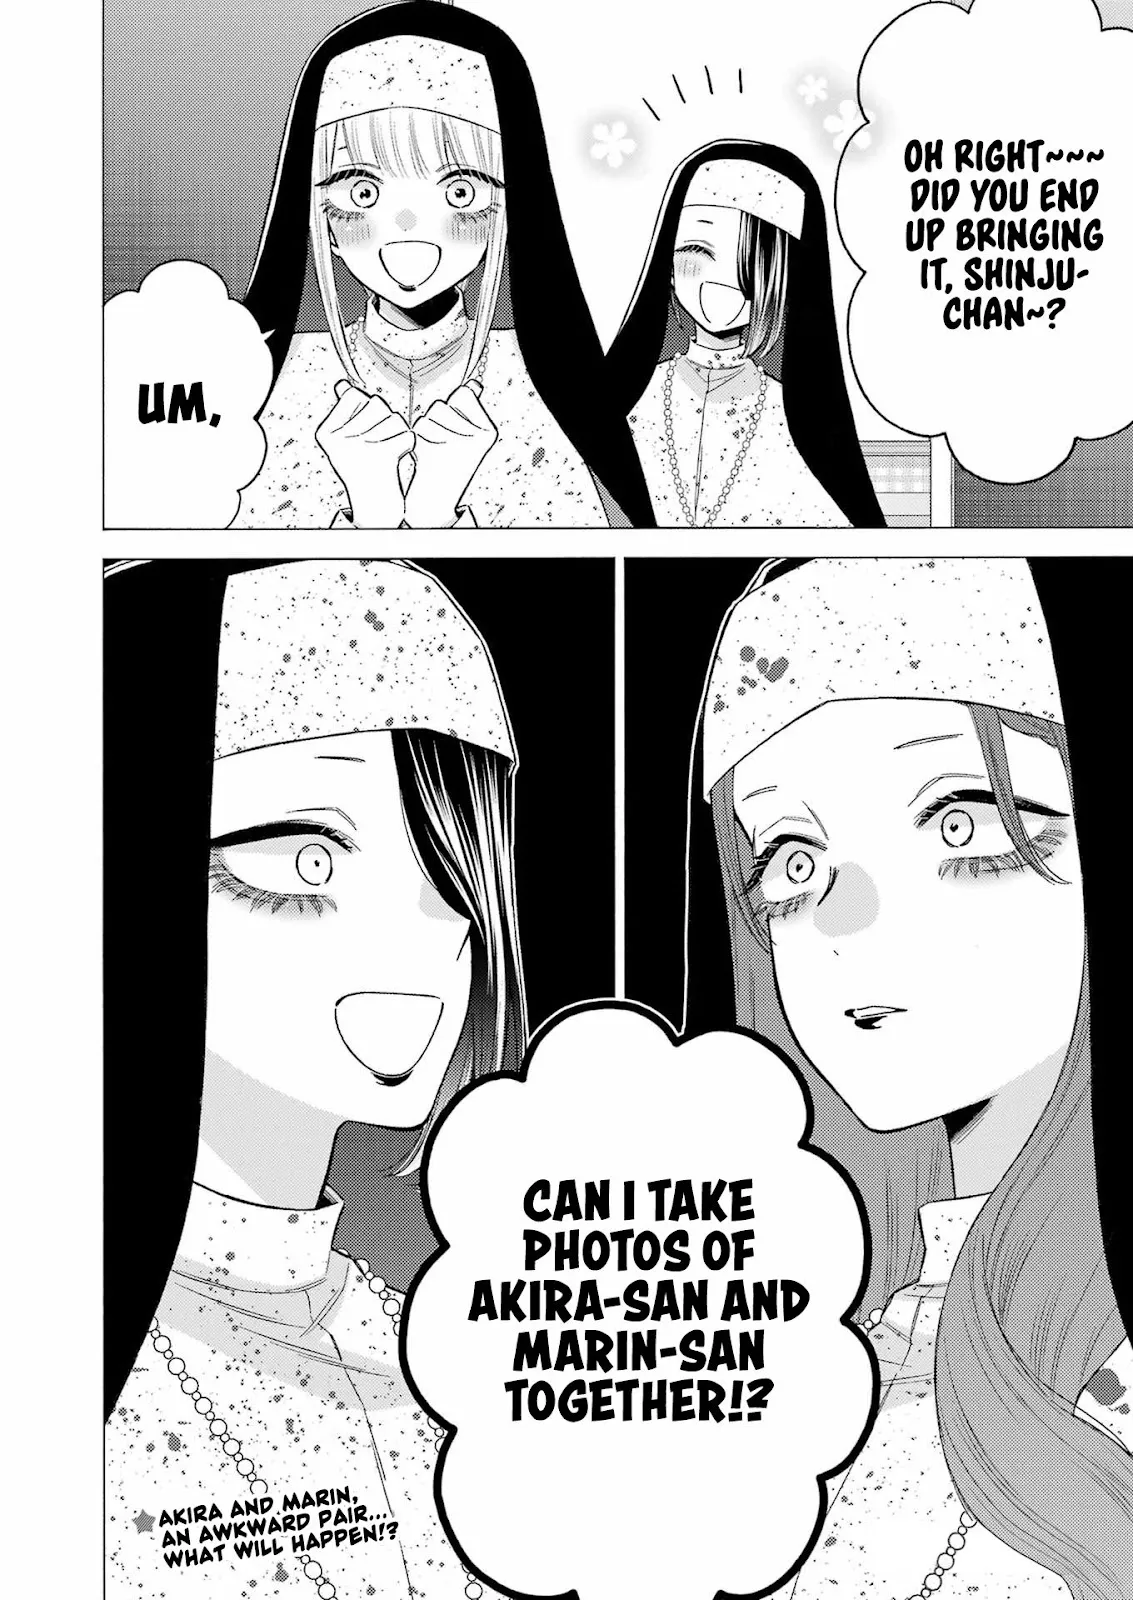 OH RIGHT~~~
DID YOU END
UP BRINGING
IT, SHINJU-
CHAN~?
UM,
CAN I TAKE
PHOTOS OF
AKIRA-SAN AND
MARIN-SAN
TOGETHER!?
AKIRA AND MARIN,
AN AWKWARD PAIR...
WHAT WILL HAPPEN!?